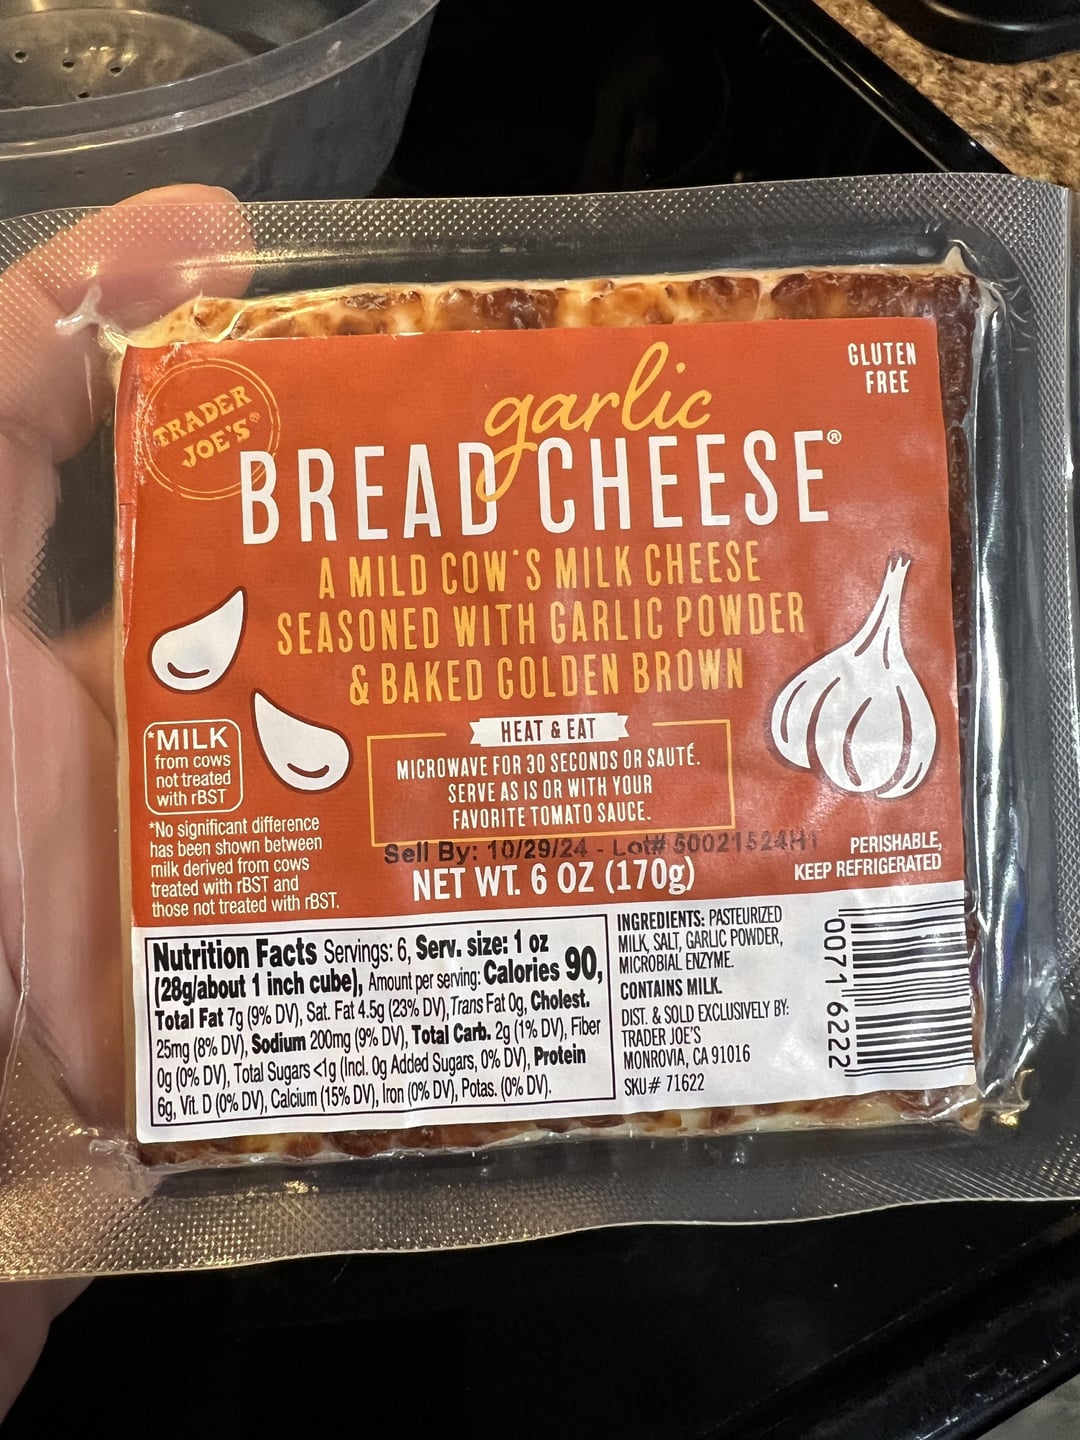 TRADER
JOE'S®
GLUTEN
FREE
garlic
BREAD CHEESE®
A MILD COW'S MILK CHEESE
SEASONED WITH GARLIC POWDER
& BAKED GOLDEN BROWN
HEAT & EAT
MICROWAVE FOR 30 SECONDS OR SAUTÉ.
SERVE AS IS OR WITH YOUR
FAVORITE TOMATO SAUCE.
*MILK
from cows
not treated
with rBST
*No significant difference
has been shown between
milk derived from cows
treated with rBST and
those not treated with rBST.
Sell By: 10/29/24 - Lot# 50021524H1
NET WT. 6 OZ (170g)
PERISHABLE,
KEEP REFRIGERATED
Nutrition Facts Servings: 6, Serv. size: 1 oz
(28g/about 1 inch cube), Amount per serving: Calories 90,
Total Fat 7g (9% DV), Sat. Fat 4.5g (23% DV), Trans Fat 0g, Cholest.
25mg (8% DV), Sodium 200mg (9% DV), Total Carb. 2g (1% DV), Fiber
0g (0% DV), Total Sugars <1g (Incl. 0g Added Sugars, 0% DV), Protein
6g, Vit. D (0% DV), Calcium (15% DV), Iron (0% DV), Potas. (0% DV).
INGREDIENTS: PASTEURIZED
MILK, SALT, GARLIC POWDER,
MICROBIAL ENZYME.
CONTAINS MILK.
DIST. & SOLD EXCLUSIVELY BY:
TRADER JOE'S
MONROVIA, CA 91016
SKU# 71622
0071 6222